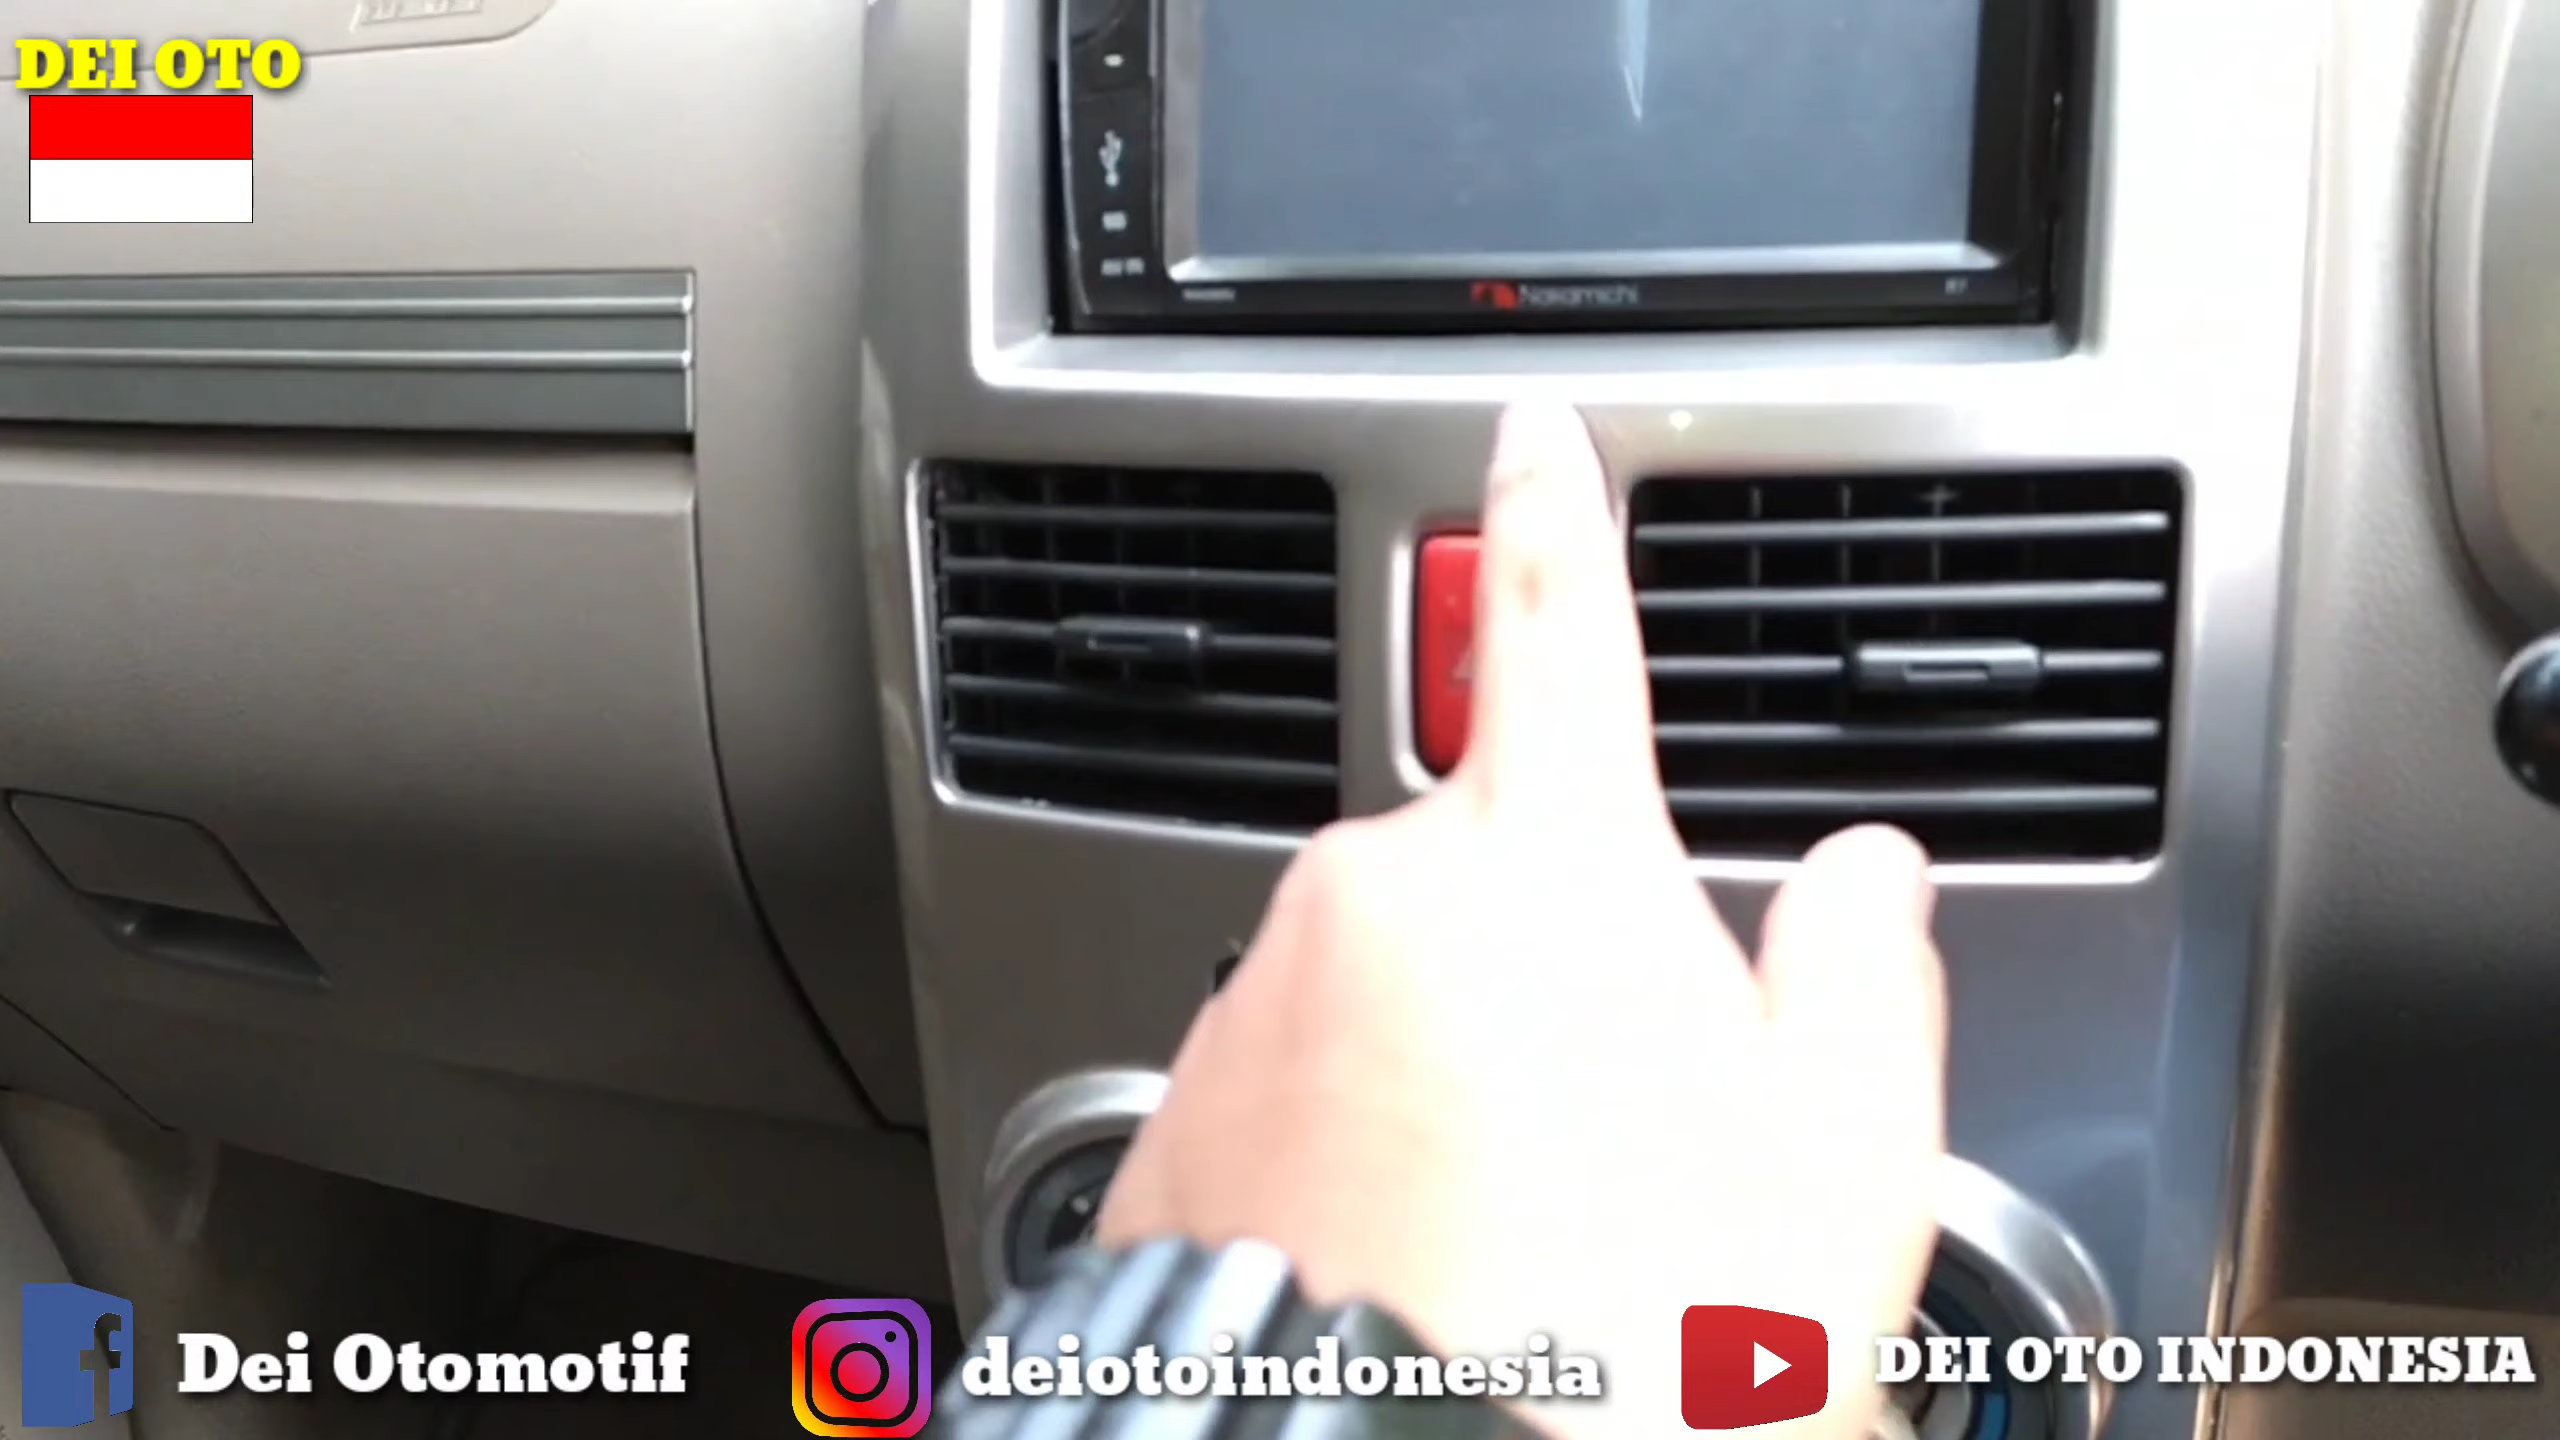 DEI OTO
Nakamichi
Dei Otomotif
deiotoindonesia
DEI OTO INDONESIA